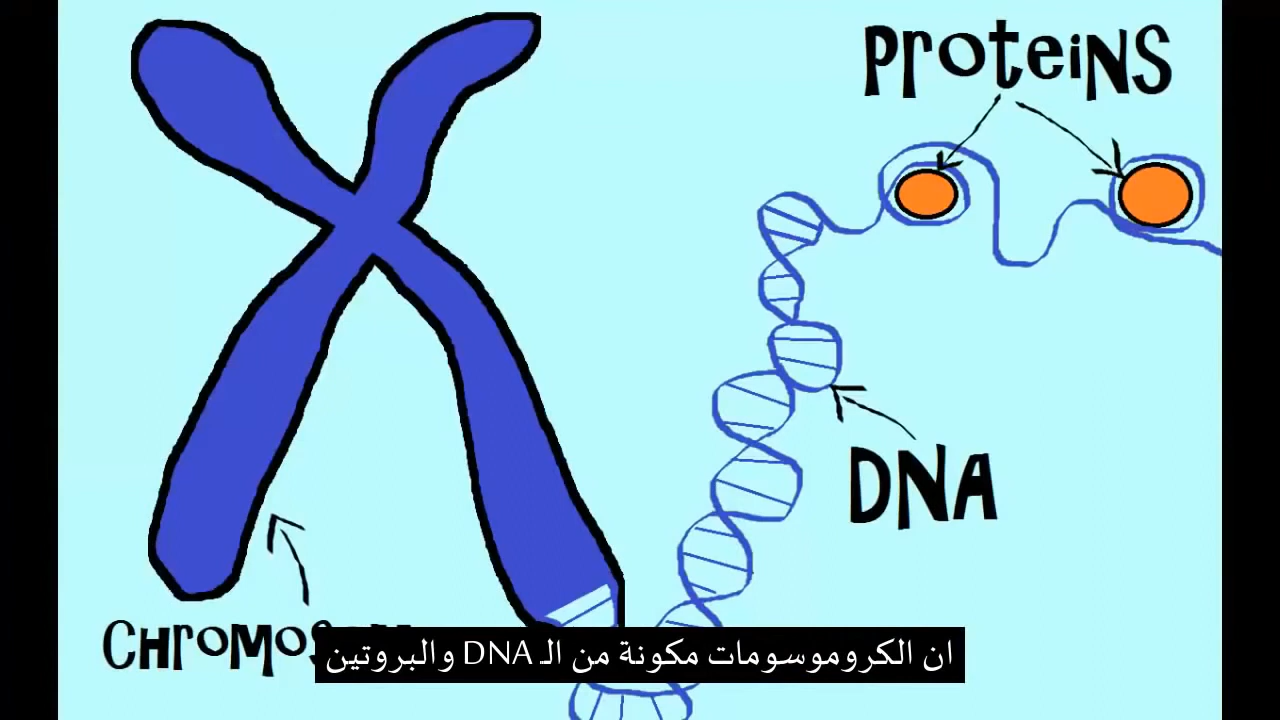 Proteins
DNA
ان الكروموسومات مكونة من الـ DNA والبروتين